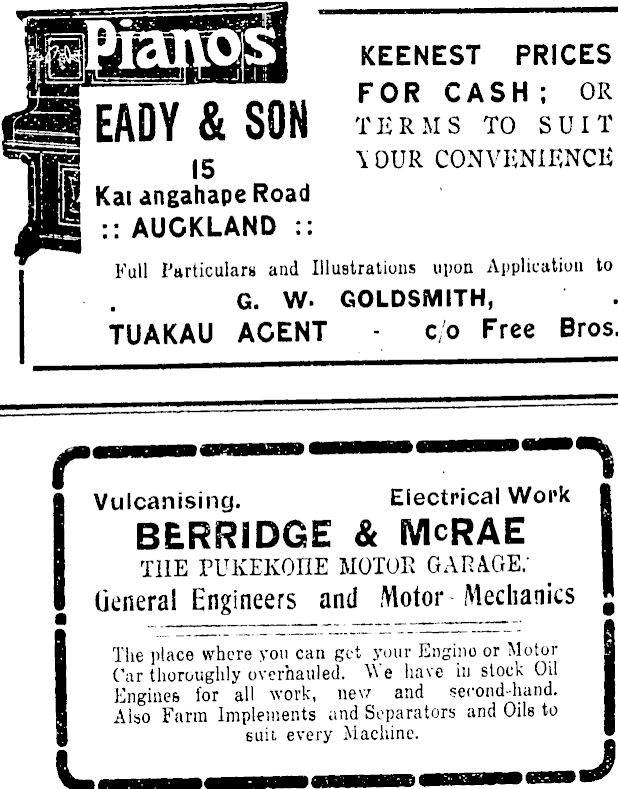 Pianos
EADY & SON
15
Karangahape Road
:: AUCKLAND ::
KEENEST PRICES
FOR CASH; OR
TERMS TO SUIT
YOUR CONVENIENCE
Full Particulars and Illustrations upon Application to
G. W. GOLDSMITH,
TUAKAU AGENT - c/o Free Bros.
Vulcanising. Electrical Work
BERRIDGE & McRAE
THE PUKEKOHE MOTOR GARAGE.
General Engineers and Motor Mechanics
The place where you can get your Engine or Motor
Car thoroughly overhauled. We have in stock Oil
Engines for all work, new and second-hand.
Also Farm Implements and Separators and Oils to
suit every Machine.